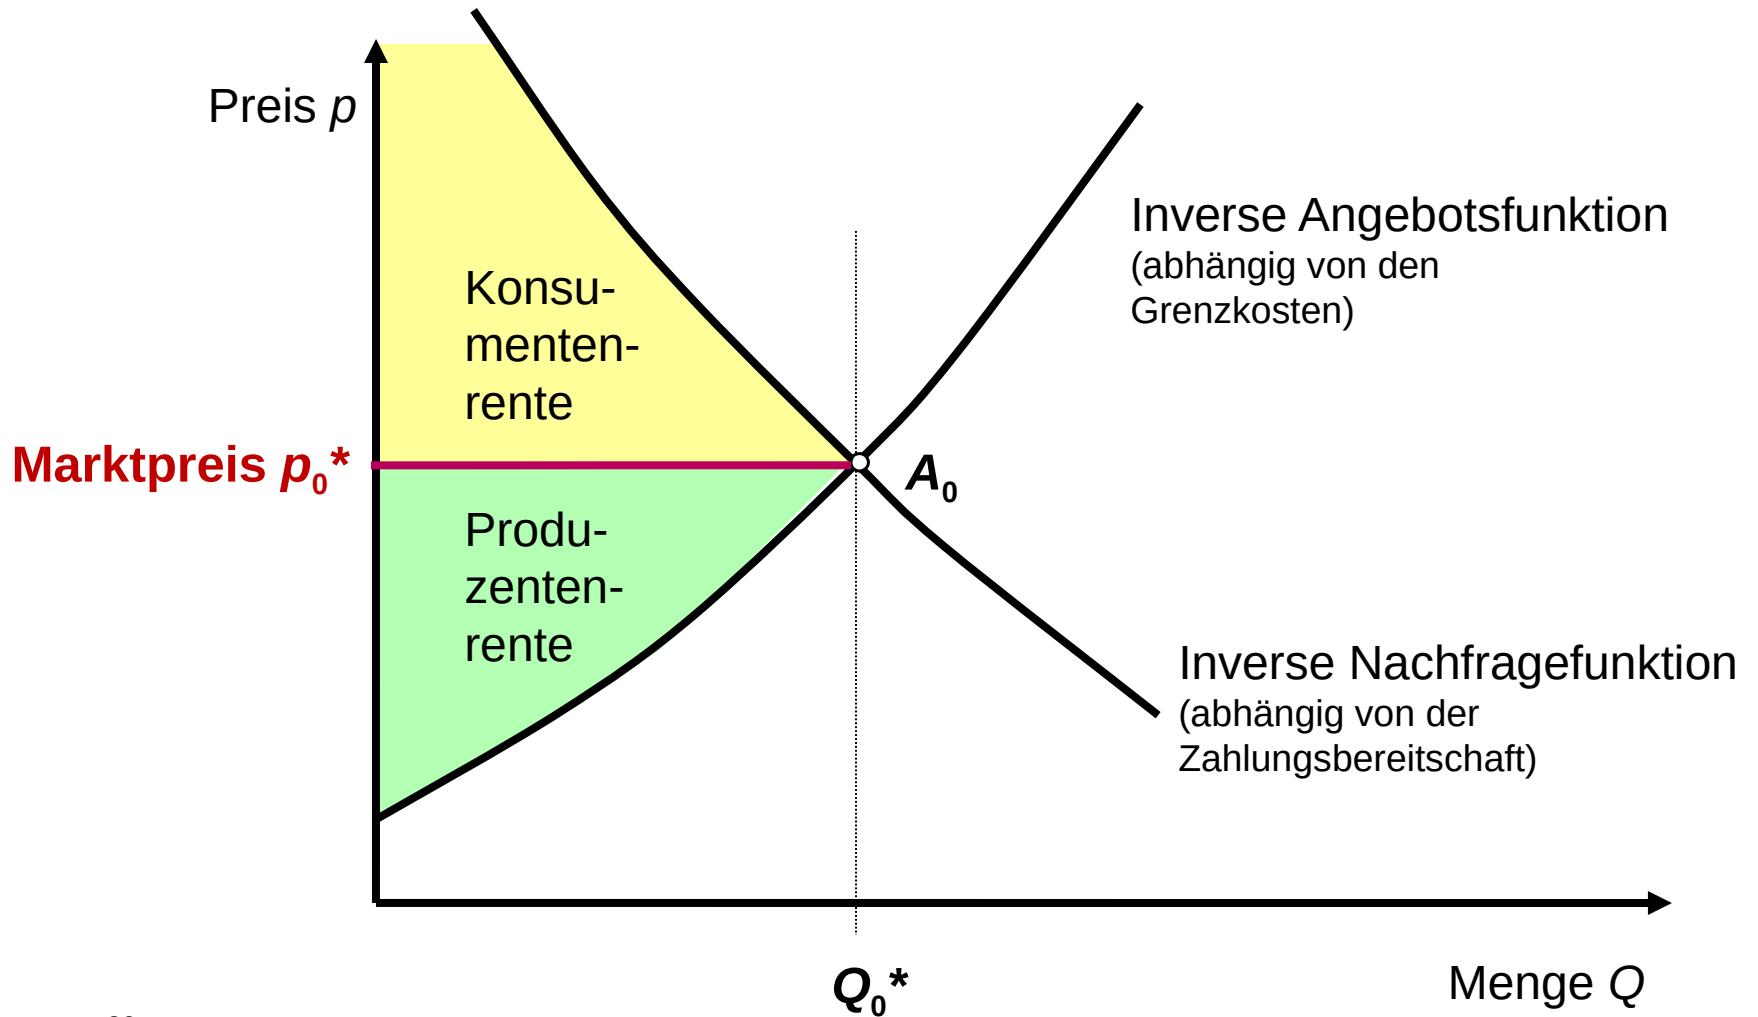 Preis p
Inverse Angebotsfunktion
(abhängig von den
Grenzkosten)
Konsu-
menten-
rente
Marktpreis p₀*
A₀
Produ-
zenten-
rente
Inverse Nachfragefunktion
(abhängig von der
Zahlungsbereitschaft)
Q₀*
Menge Q